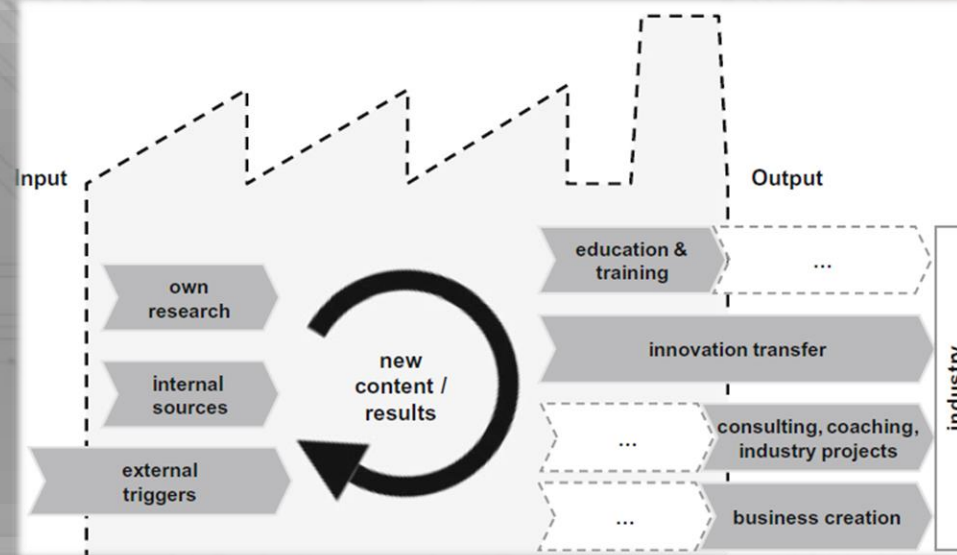 Input
Output
education &
training
...
own
research
innovation transfer
new
content /
results
internal
sources
...
consulting, coaching,
industry projects
external
triggers
...
business creation
industry